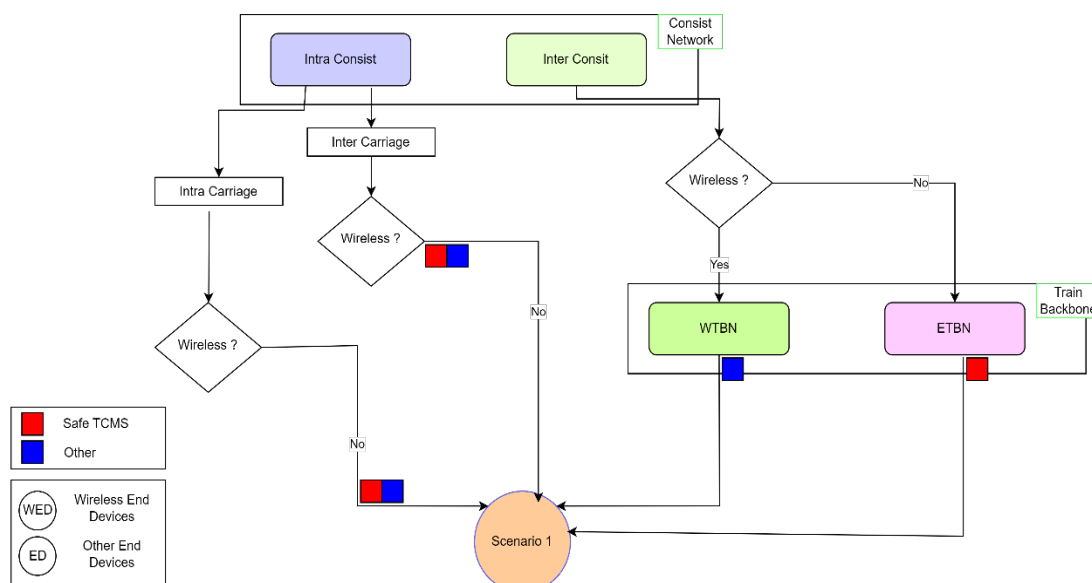 Consist
Network
Intra Consist
Inter Consit
Inter Carriage
Wireless ?
Intra Carriage
No
Wireless ?
Yes
Train
Backbone
WTBN
ETBN
No
Wireless ?
Safe TCMS
Other
No
WED
Wireless End
Devices
ED
Other End
Devices
Scenario 1